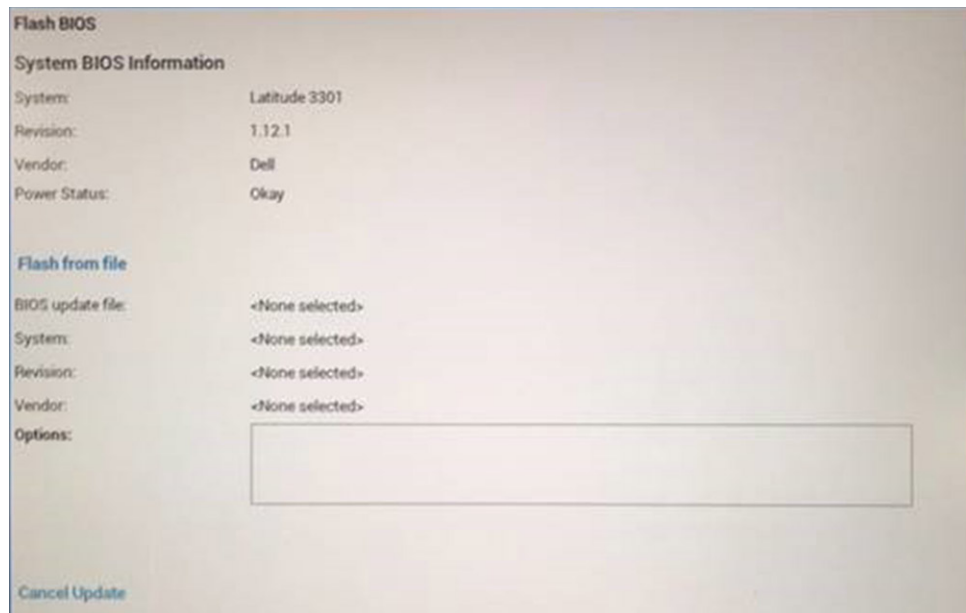 Flash BIOS
System BIOS Information
System: Latitude 3301
Revision: 1.12.1
Vendor: Dell
Power Status: Okay
Flash from file
BIOS update file: <None selected>
System: <None selected>
Revision: <None selected>
Vendor: <None selected>
Options:
Cancel Update